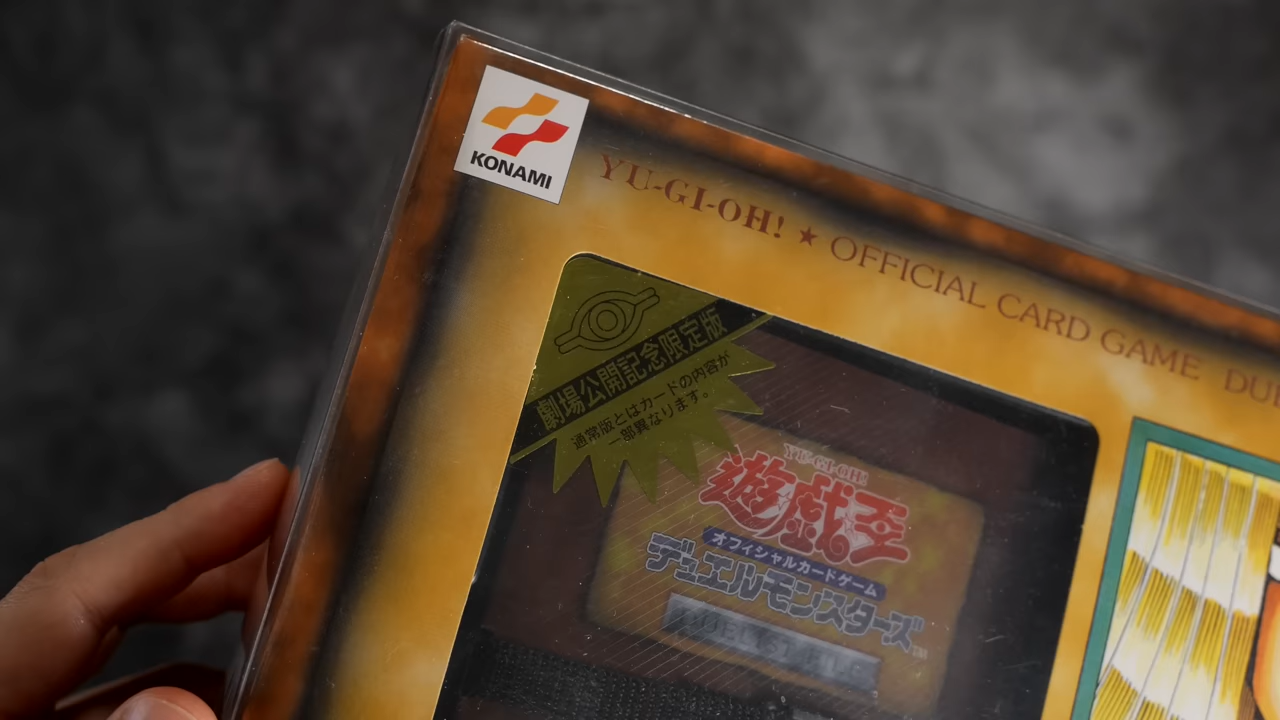 KONAMI
YU-GI-OH! ★ OFFICIAL CARD GAME
劇場公開記念限定版
通常版とはカードの内容が
一部異なります。
YU-GI-OH!
遊戯王
オフィシャルカードゲーム
デュエルモンスターズ™